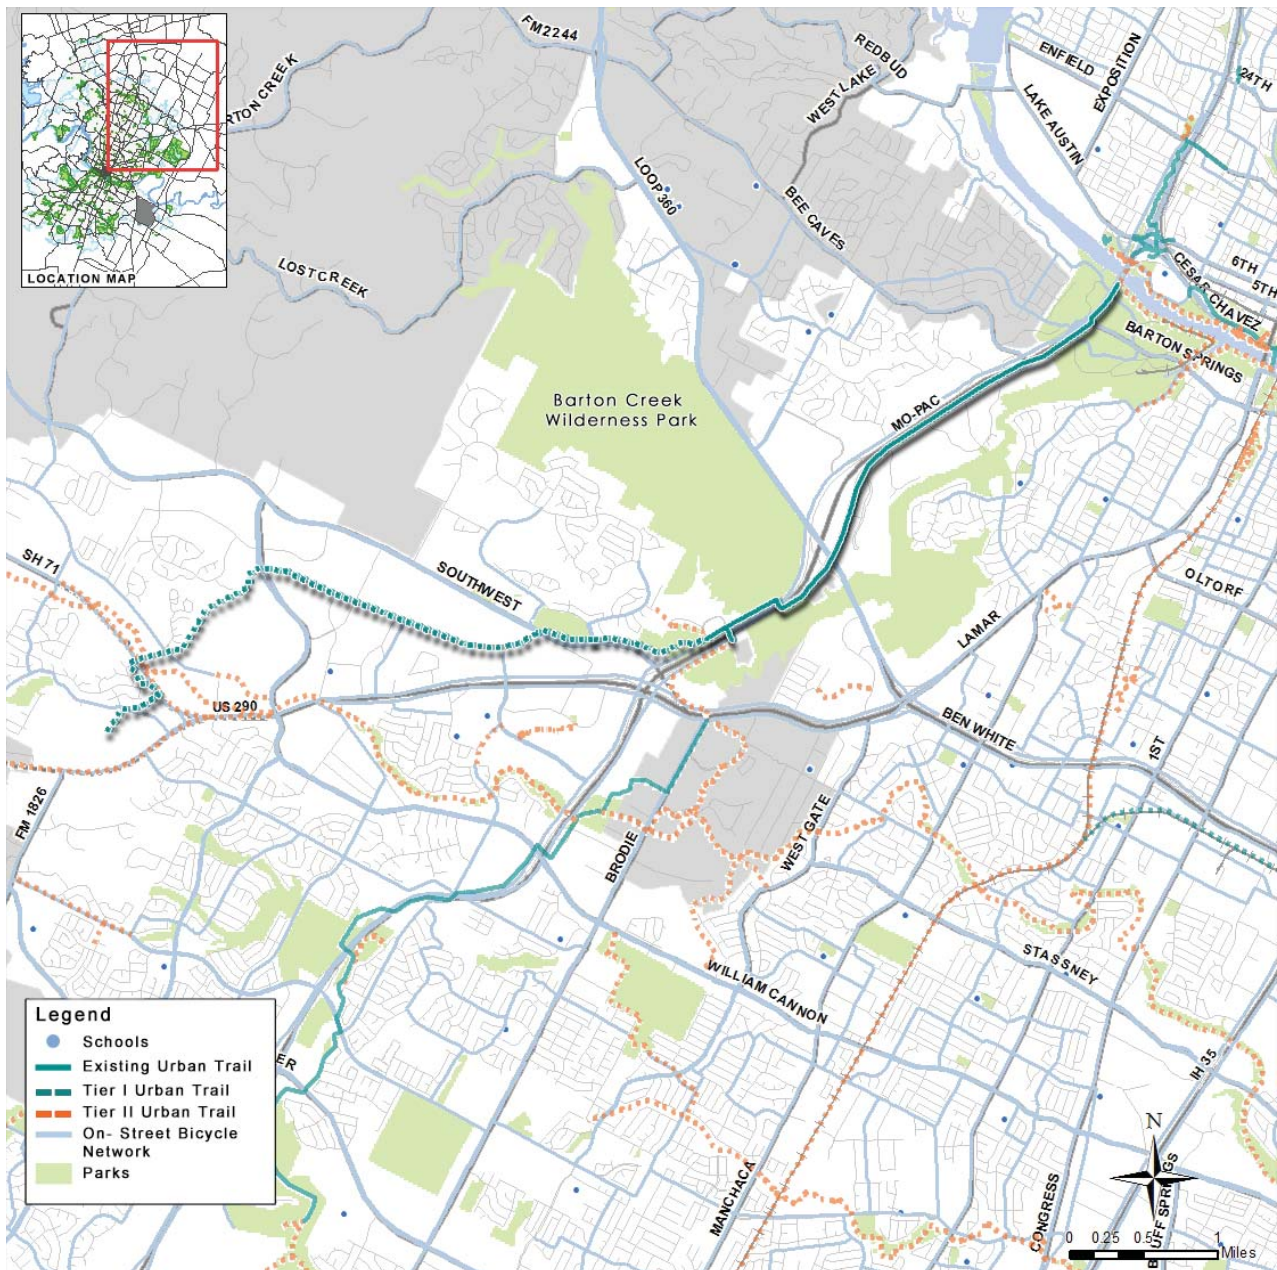 FM2244
REDBUD
ENFIELD
EXPOSITION
24TH
WEST LAKE
LAKE AUSTIN
RTON CREEK
LOOP 360
BEE CAVES
LOST CREEK
LOCATION MAP
6TH
5TH
CESAR CHAVEZ
BARTON SPRINGS
Barton Creek
Wilderness Park
MO-PAC
SH 71
SOUTHWEST
OLTORF
LAMAR
US 290
BEN WHITE
1ST
FM 1826
BRODIE
WEST GATE
STASSNEY
WILLIAM CANNON
IH 35
ER
Legend
Schools
Existing Urban Trail
Tier I Urban Trail
Tier II Urban Trail
On- Street Bicycle
Network
Parks
MANCHACA
CONGRESS
N
0 0.25 0.5 1
Miles